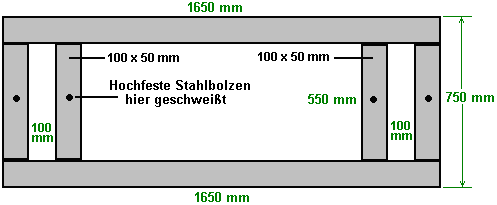 1650 mm
100 x 50 mm
100 x 50 mm
Hochfeste Stahlbolzen
hier geschweißt
550 mm
750 mm
100
mm
100
mm
1650 mm